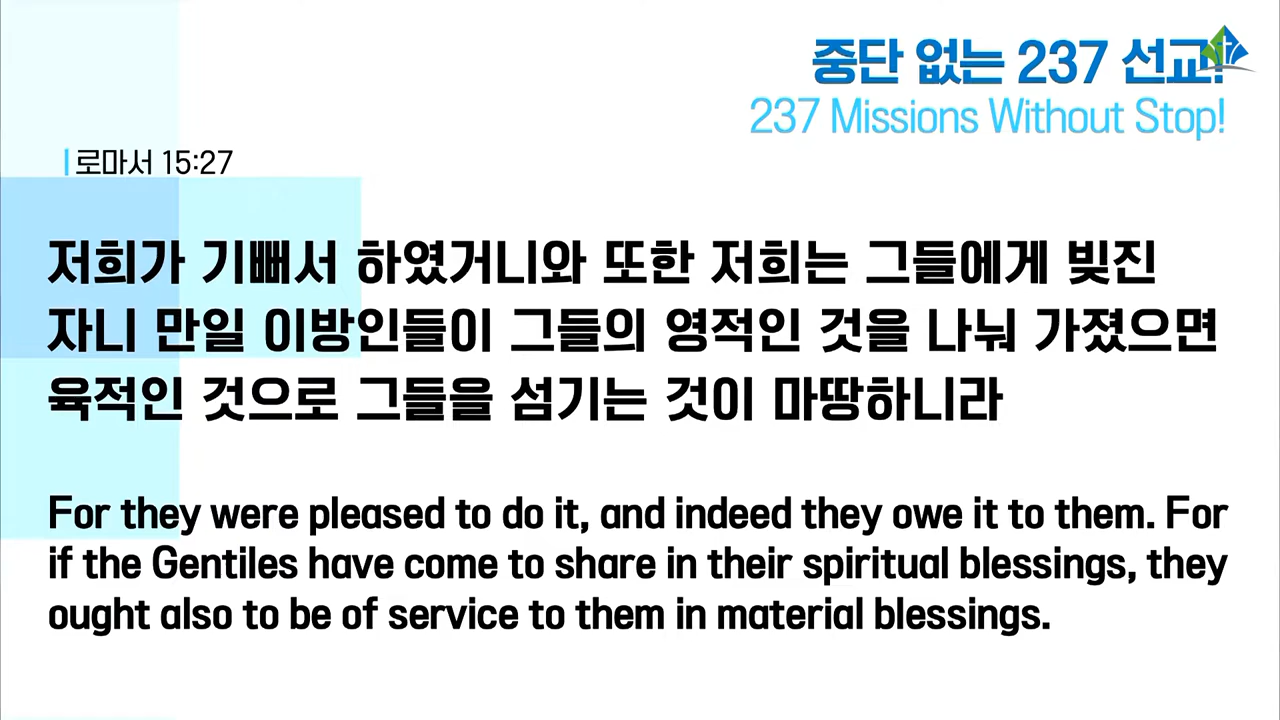 중단 없는 237 선교!
237 Missions Without Stop!
로마서 15:27
저희가 기뻐서 하였거니와 또한 저희는 그들에게 빚진
자니 만일 이방인들이 그들의 영적인 것을 나눠 가졌으면
육적인 것으로 그들을 섬기는 것이 마땅하니라
For they were pleased to do it, and indeed they owe it to them. For
if the Gentiles have come to share in their spiritual blessings, they
ought also to be of service to them in material blessings.